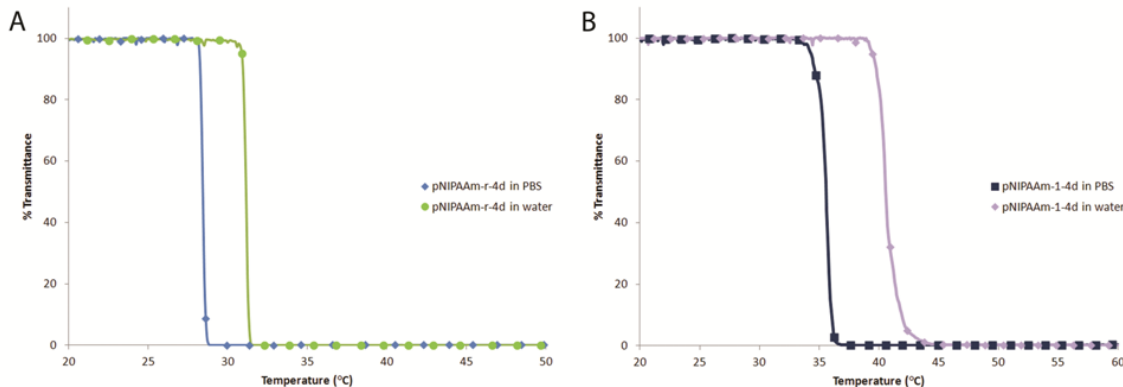 A
100
80
60
40
20
0
% Transmittance
20 25 30 35 40 45 50
Temperature (°C)
pNIPAAm-r-4d in PBS
pNIPAAm-r-4d in water
B
100
80
60
40
20
0
% Transmittance
20 25 30 35 40 45 50 55 60
Temperature (°C)
pNIPAAm-1-4d in PBS
pNIPAAm-1-4d in water